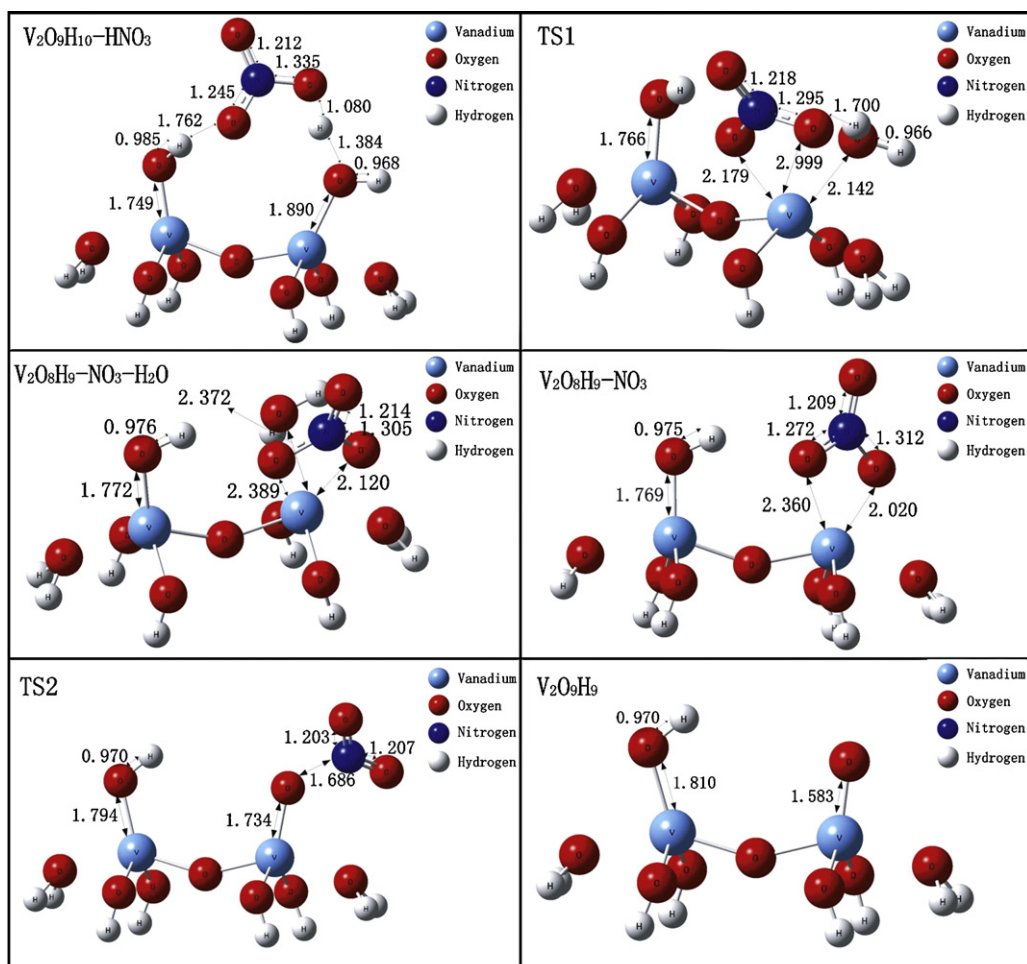 V₂O₉H₁₀-HNO₃
1.212
1.335
1.245
1.080
1.762
0.985
1.384
0.968
1.749
1.890
Vanadium
Oxygen
Nitrogen
Hydrogen
TS1
1.218
1.295
1.700
0.966
1.766
2.179
2.999
2.142
Vanadium
Oxygen
Nitrogen
Hydrogen
V₂O₈H₉-NO₃-H₂O
2.372
0.976
1.214
1.305
1.772
2.389
2.120
Vanadium
Oxygen
Nitrogen
Hydrogen
V₂O₈H₉-NO₃
1.209
0.975
1.272
1.312
1.769
2.360
2.020
Vanadium
Oxygen
Nitrogen
Hydrogen
TS2
1.203
1.207
0.970
1.686
1.794
1.734
Vanadium
Oxygen
Nitrogen
Hydrogen
V₂O₉H₉
0.970
1.810
1.583
Vanadium
Oxygen
Nitrogen
Hydrogen